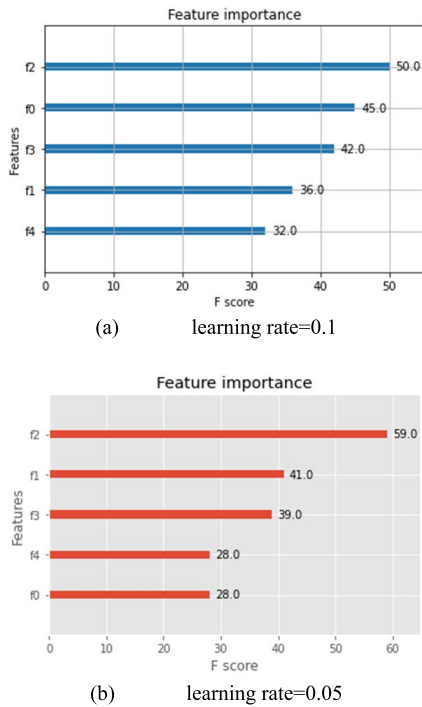 Feature importance
f2 50.0
f0 45.0
f3 42.0
f1 36.0
f4 32.0
Features
0 10 20 30 40 50
F score
(a) learning rate=0.1
Feature importance
f2 59.0
f1 41.0
f3 39.0
f4 28.0
f0 28.0
Features
0 10 20 30 40 50 60
F score
(b) learning rate=0.05